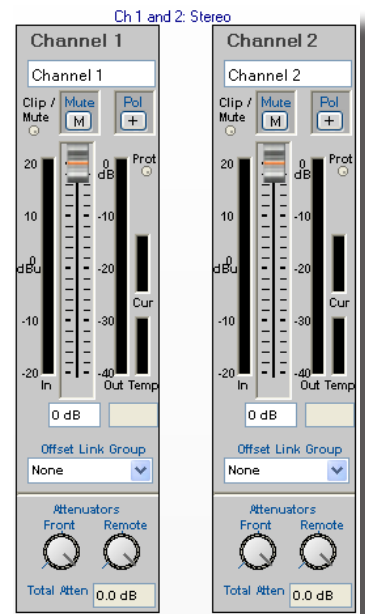 Ch 1 and 2: Stereo
Channel 1
Channel 1
Clip / Mute Pol
Mute M +
20 0 Prot
dB
10 -10
0 dBu -20
Cur
-10 -30
-20 -40
In Out Temp
0 dB
Offset Link Group
None
Attenuators
Front Remote
Total Atten 0.0 dB
Channel 2
Channel 2
Clip / Mute Pol
Mute M +
20 0 Prot
dB
10 -10
0 dBu -20
Cur
-10 -30
-20 -40
In Out Temp
0 dB
Offset Link Group
None
Attenuators
Front Remote
Total Atten 0.0 dB